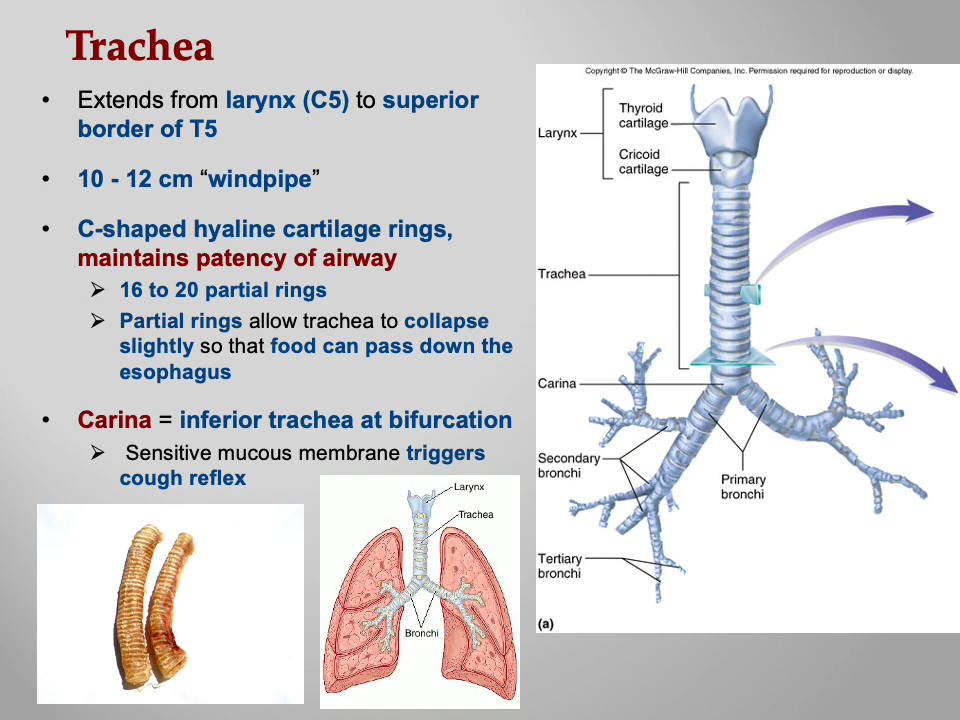 Trachea
• Extends from larynx (C5) to superior
border of T5
• 10 - 12 cm “windpipe”
• C-shaped hyaline cartilage rings,
maintains patency of airway
➢ 16 to 20 partial rings
➢ Partial rings allow trachea to collapse
slightly so that food can pass down the
esophagus
• Carina = inferior trachea at bifurcation
➢ Sensitive mucous membrane triggers
cough reflex
Larynx
Trachea
Bronchi
Copyright © The McGraw-Hill Companies, Inc. Permission required for reproduction or display.
Larynx
Thyroid
cartilage
Cricoid
cartilage
Trachea
Carina
Secondary
bronchi
Primary
bronchi
Tertiary
bronchi
(a)